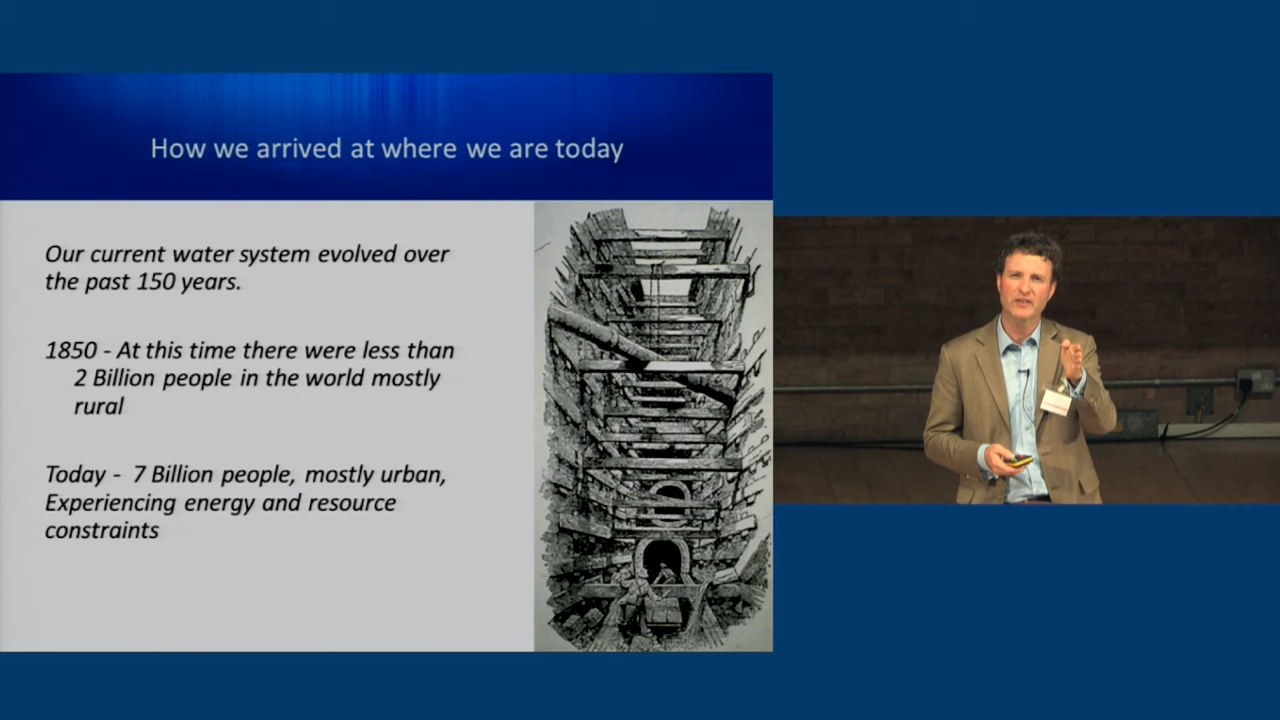 How we arrived at where we are today
Our current water system evolved over
the past 150 years.
1850 - At this time there were less than
2 Billion people in the world mostly
rural
Today - 7 Billion people, mostly urban,
Experiencing energy and resource
constraints